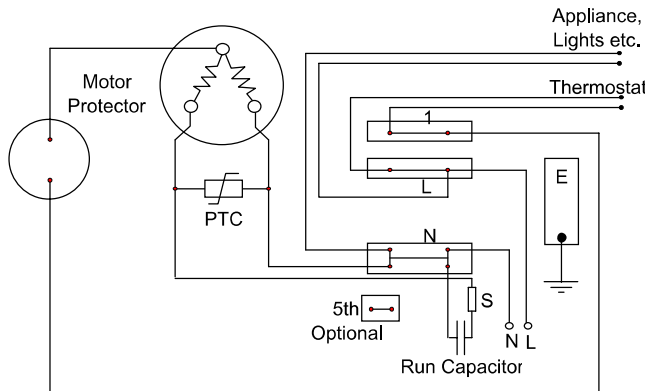 Appliance,
Lights etc.
Motor
Protector
Thermostat
1
L
E
PTC
N
5th
Optional
S
N L
Run Capacitor